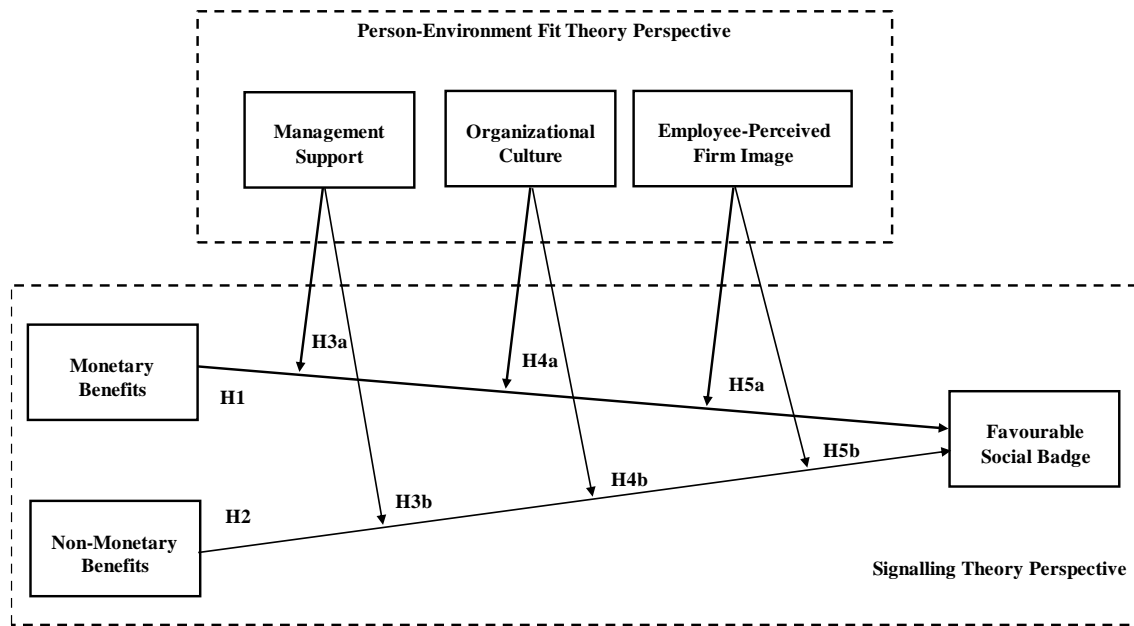 Person-Environment Fit Theory Perspective
Management
Support
Organizational
Culture
Employee-Perceived
Firm Image
Monetary
Benefits
H1
H3a
H4a
H5a
Favourable
Social Badge
Non-Monetary
Benefits
H2
H3b
H4b
H5b
Signalling Theory Perspective